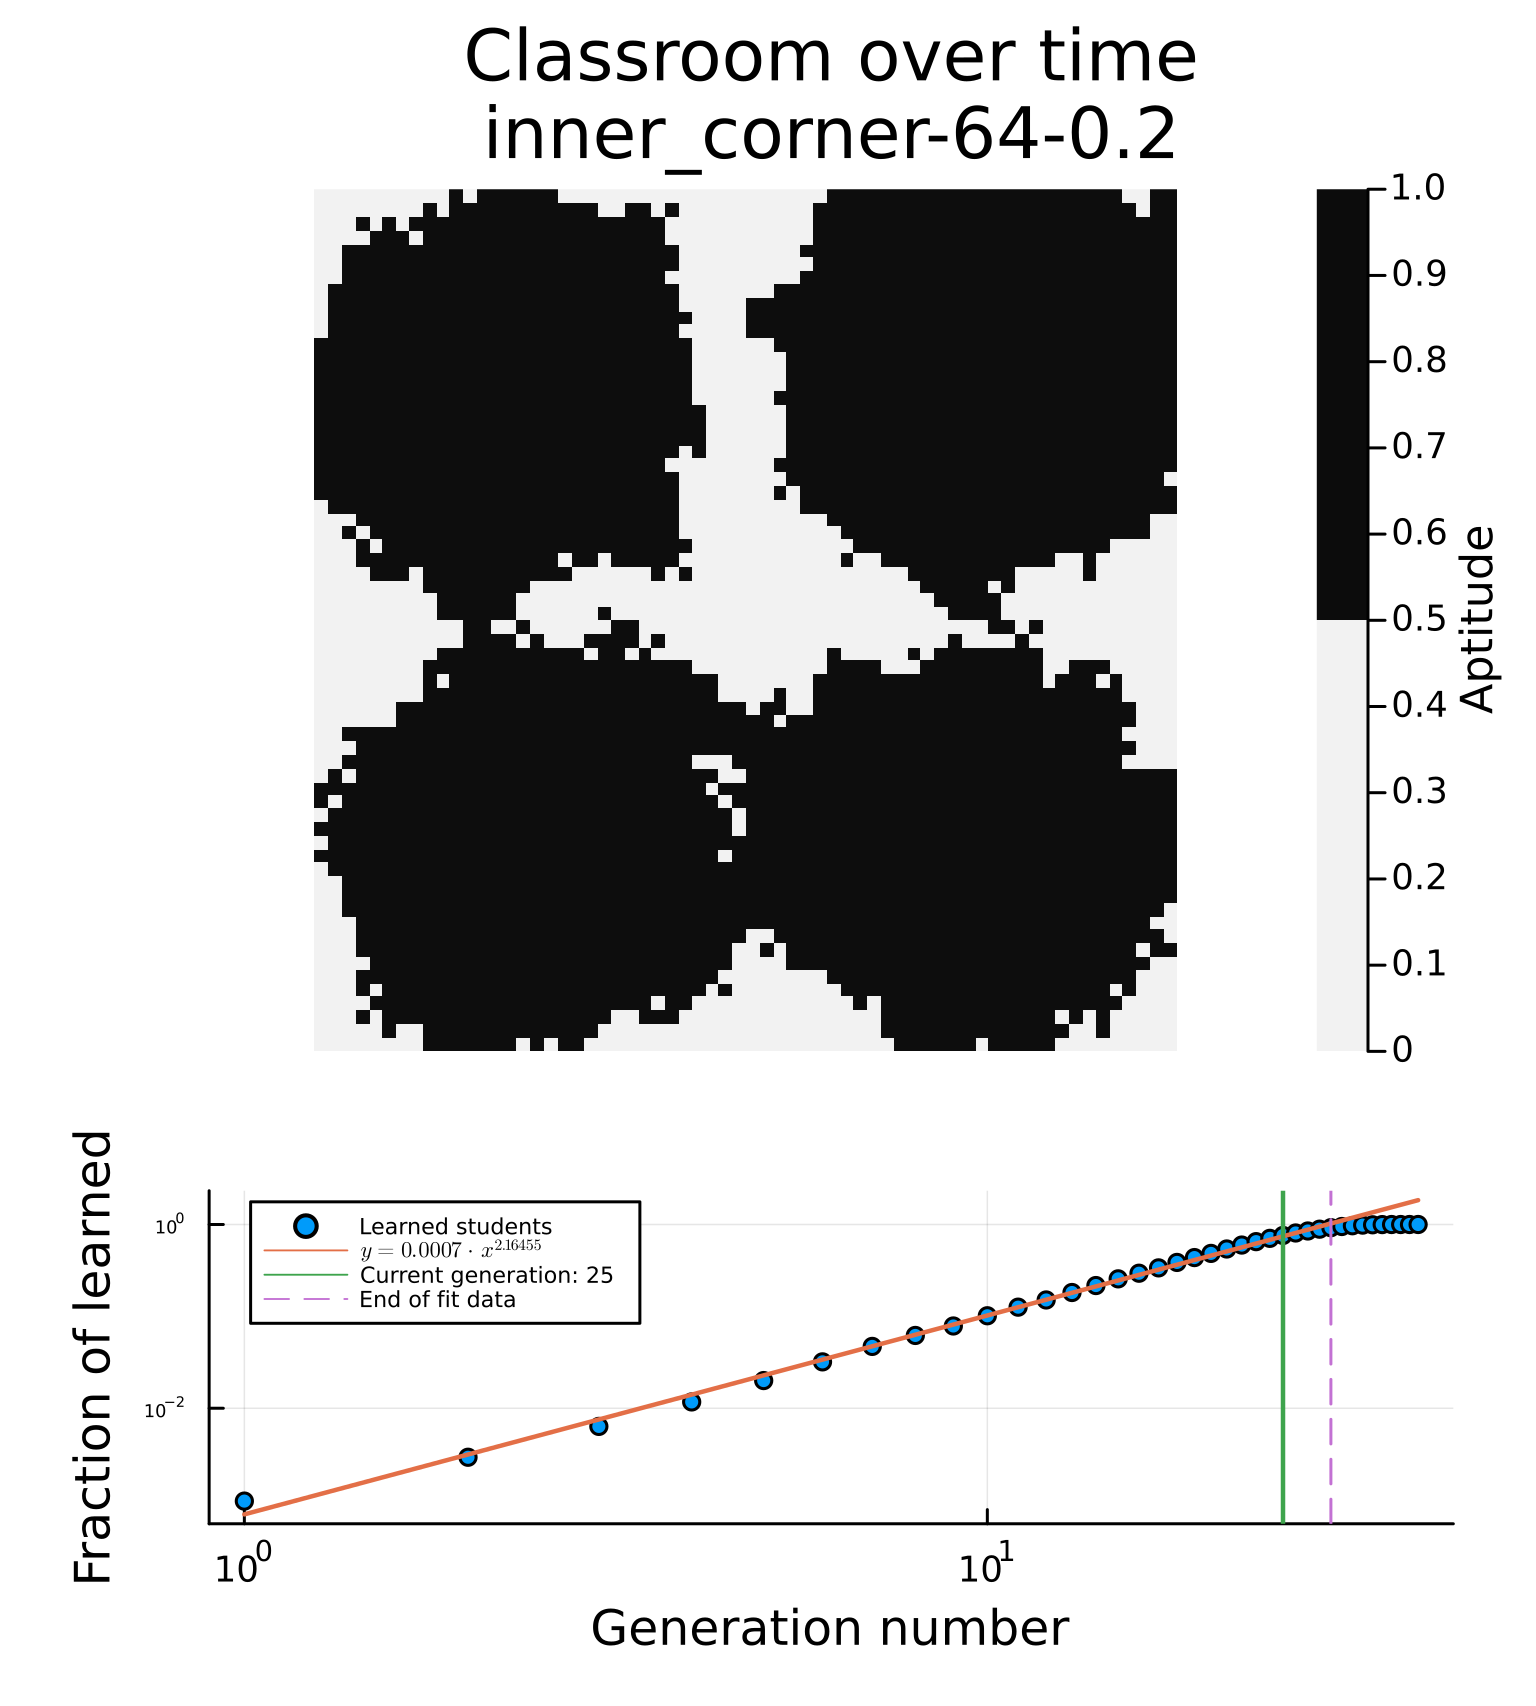 Classroom over time
inner_corner-64-0.2
1.0
0.9
0.8
0.7
0.6
0.5
0.4
0.3
0.2
0.1
0
Aptitude
Fraction of learned
10^0
10^-2
Learned students
y = 0.0007 · x^2.16455
Current generation: 25
End of fit data
10^0
10^1
Generation number